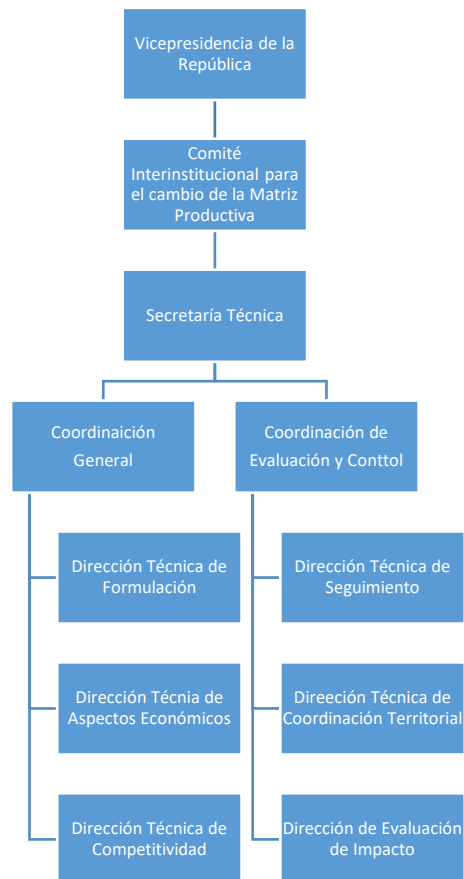 Vicepresidencia de la
República
Comité
Interinstitucional para
el cambio de la Matriz
Productiva
Secretaría Técnica
Coordinaición
General
Coordinación de
Evaluación y Conttol
Dirección Técnica de
Formulación
Dirección Técnica de
Seguimiento
Dirección Técnia de
Aspectos Económicos
Direección Técnica de
Coordinación Territorial
Dirección Técnica de
Competitividad
Dirección de Evaluación
de Impacto